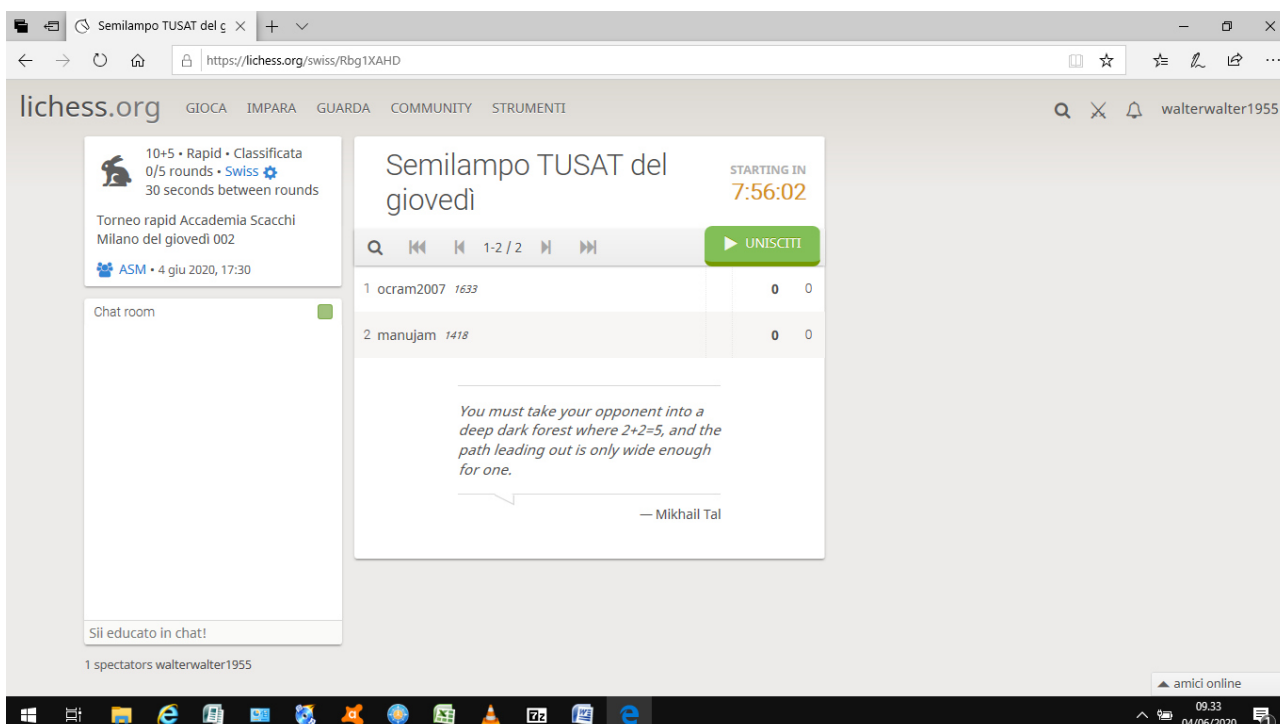 Semilampo TUSAT del g
https://lichess.org/swiss/Rbg1XAHD
lichess.org GIOCA IMPARA GUARDA COMMUNITY STRUMENTI walterwalter1955
10+5 • Rapid • Classificata
0/5 rounds • Swiss
30 seconds between rounds
Torneo rapid Accademia Scacchi
Milano del giovedì 002
ASM • 4 giu 2020, 17:30
Chat room
Sii educato in chat!
1 spectators walterwalter1955
Semilampo TUSAT del
giovedì
STARTING IN
7:56:02
1-2 / 2
UNISCITI
1 ocram2007 1633 0 0
2 manujam 1418 0 0
You must take your opponent into a
deep dark forest where 2+2=5, and the
path leading out is only wide enough
for one.
— Mikhail Tal
amici online
7z
09.33
04/06/2020